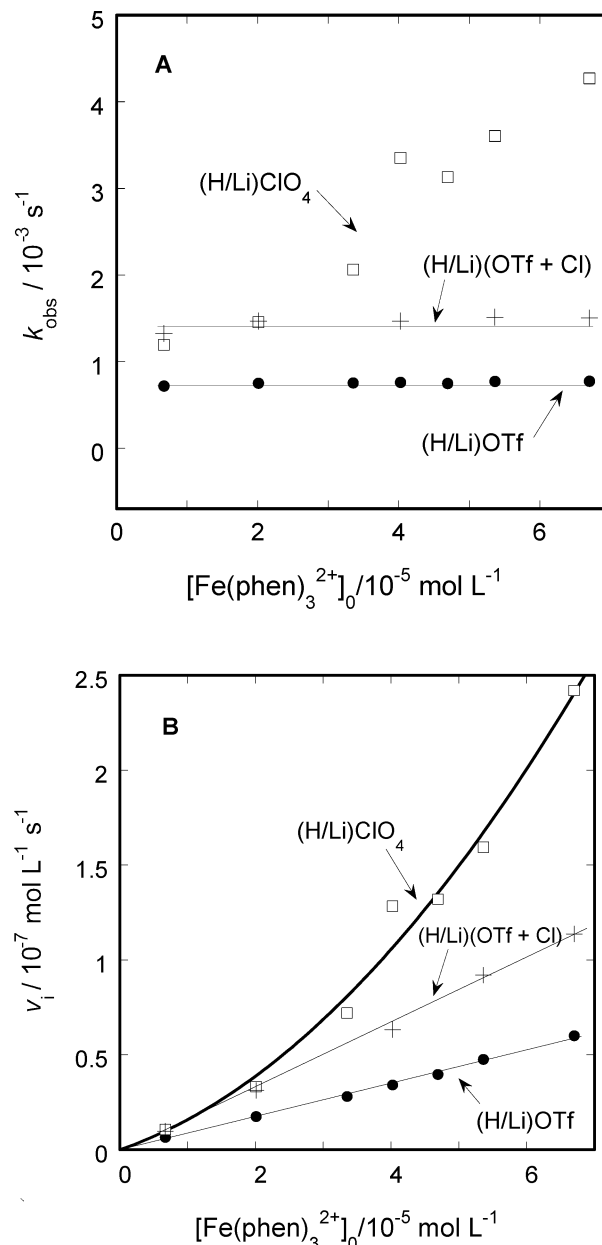 5
A
4
(H/Li)ClO4
3
(H/Li)(OTf + Cl)
kobs / 10-3 s-1
2
1
(H/Li)OTf
0
0 2 4 6
[Fe(phen)3 2+]0/10-5 mol L-1
2.5
B
2
(H/Li)ClO4
1.5
(H/Li)(OTf + Cl)
vi / 10-7 mol L-1 s-1
1
0.5
(H/Li)OTf
0
0 2 4 6
[Fe(phen)3 2+]0/10-5 mol L-1